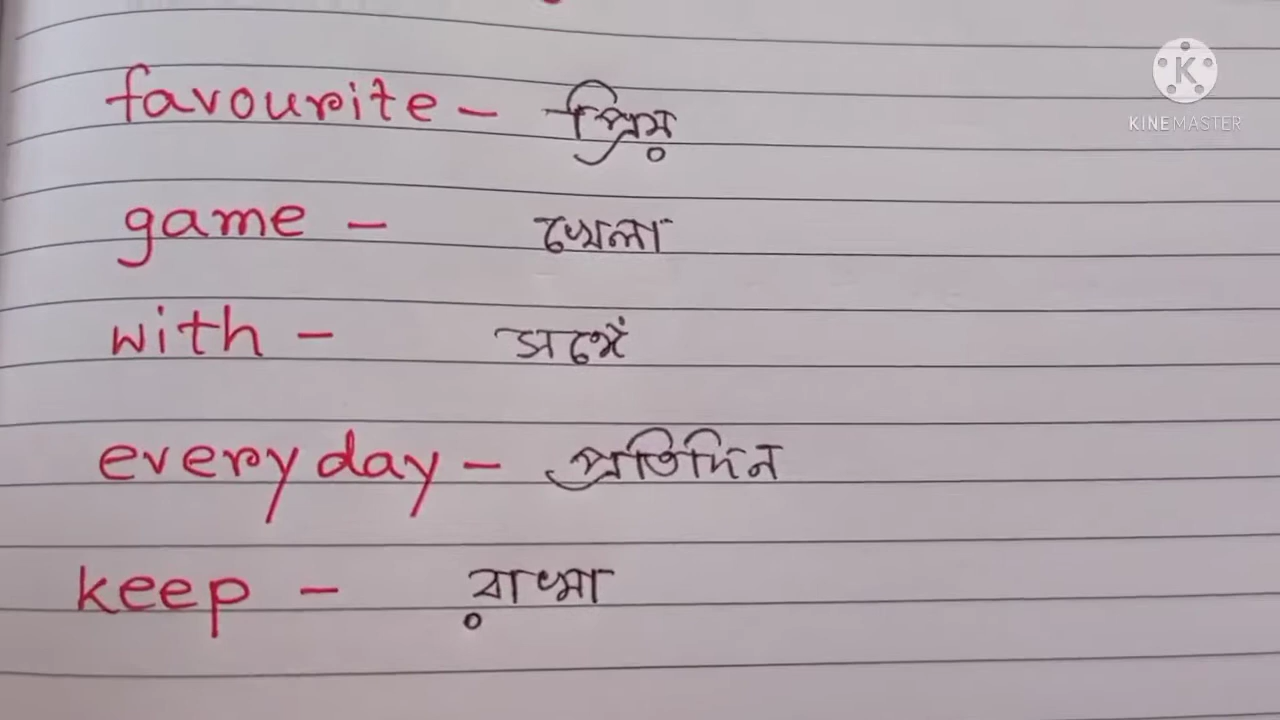 favourite - প্রিয়
game - খেলা
with - সঙ্গে
every day - প্রতিদিন
keep - রাখা
KINEMASTER